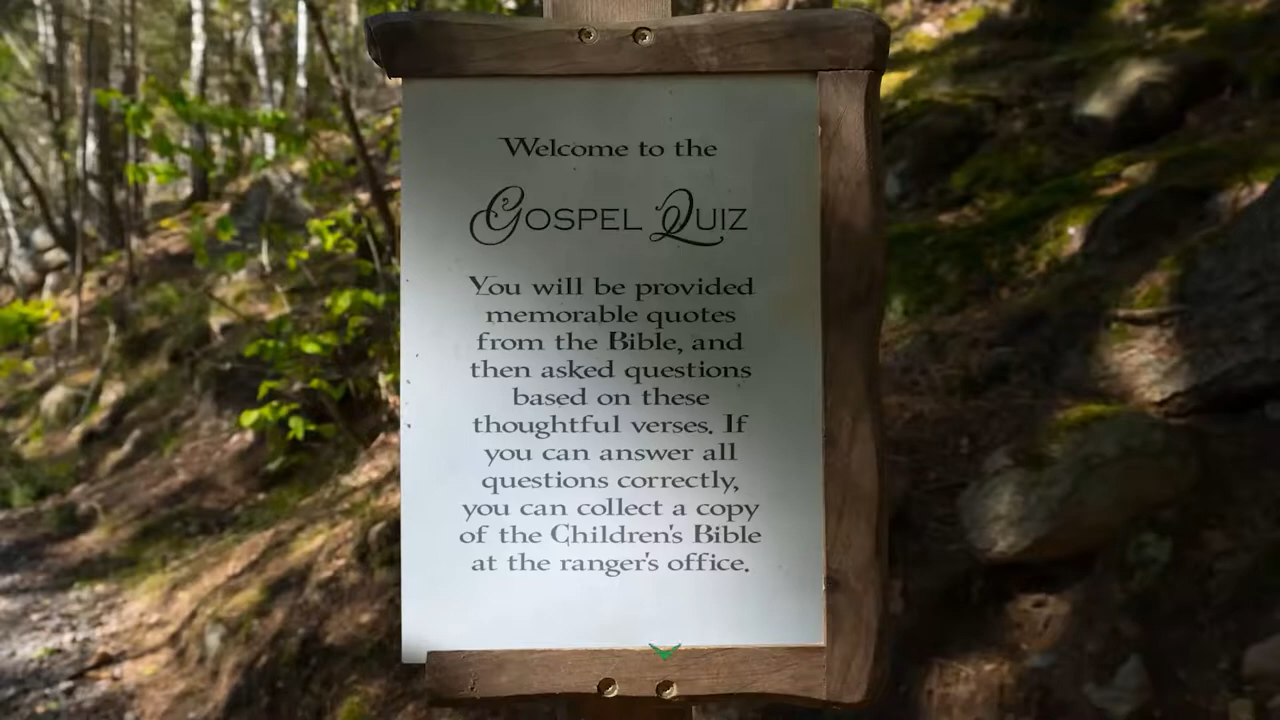 Welcome to the
GOSPEL QUIZ
You will be provided
memorable quotes
from the Bible, and
then asked questions
based on these
thoughtful verses. If
you can answer all
questions correctly,
you can collect a copy
of the Children's Bible
at the ranger's office.